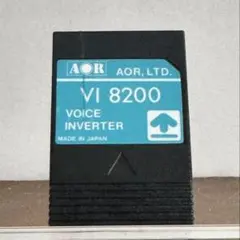 AOR AOR, LTD.
VI 8200
VOICE
INVERTER
MADE IN JAPAN